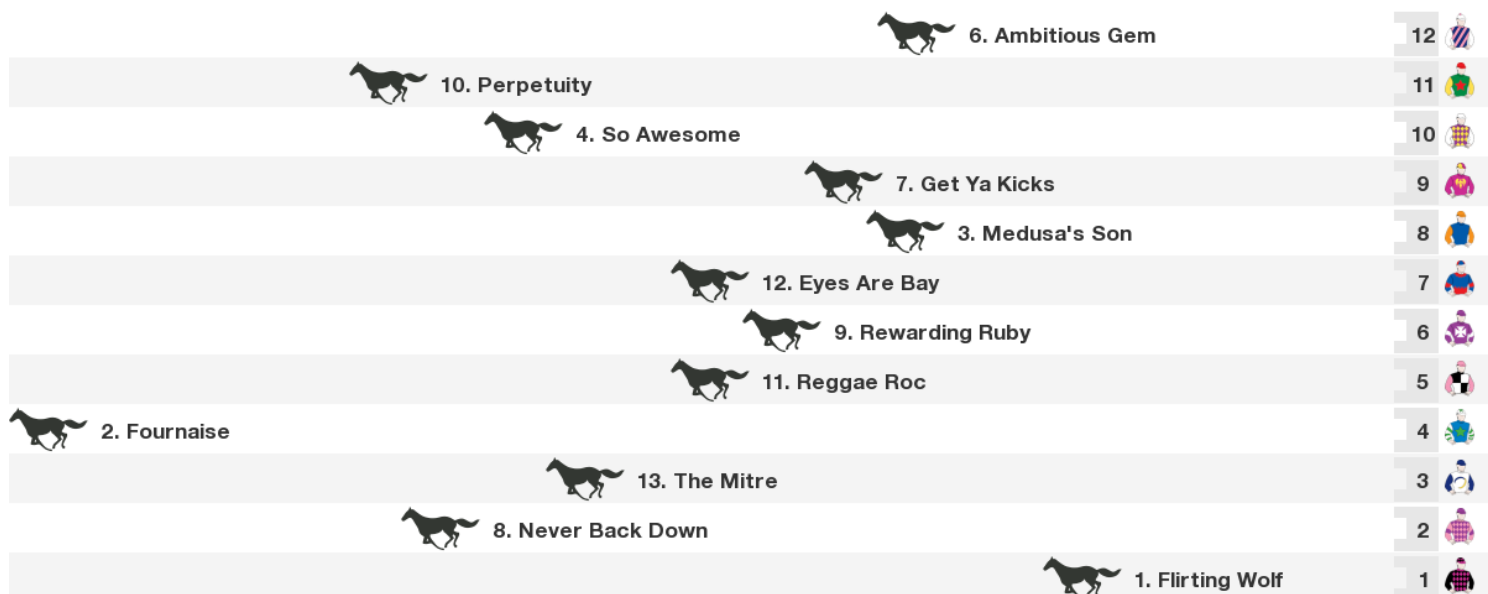 6. Ambitious Gem 12
10. Perpetuity 11
4. So Awesome 10
7. Get Ya Kicks 9
3. Medusa's Son 8
12. Eyes Are Bay 7
9. Rewarding Ruby 6
11. Reggae Roc 5
2. Fournaise 4
13. The Mitre 3
8. Never Back Down 2
1. Flirting Wolf 1